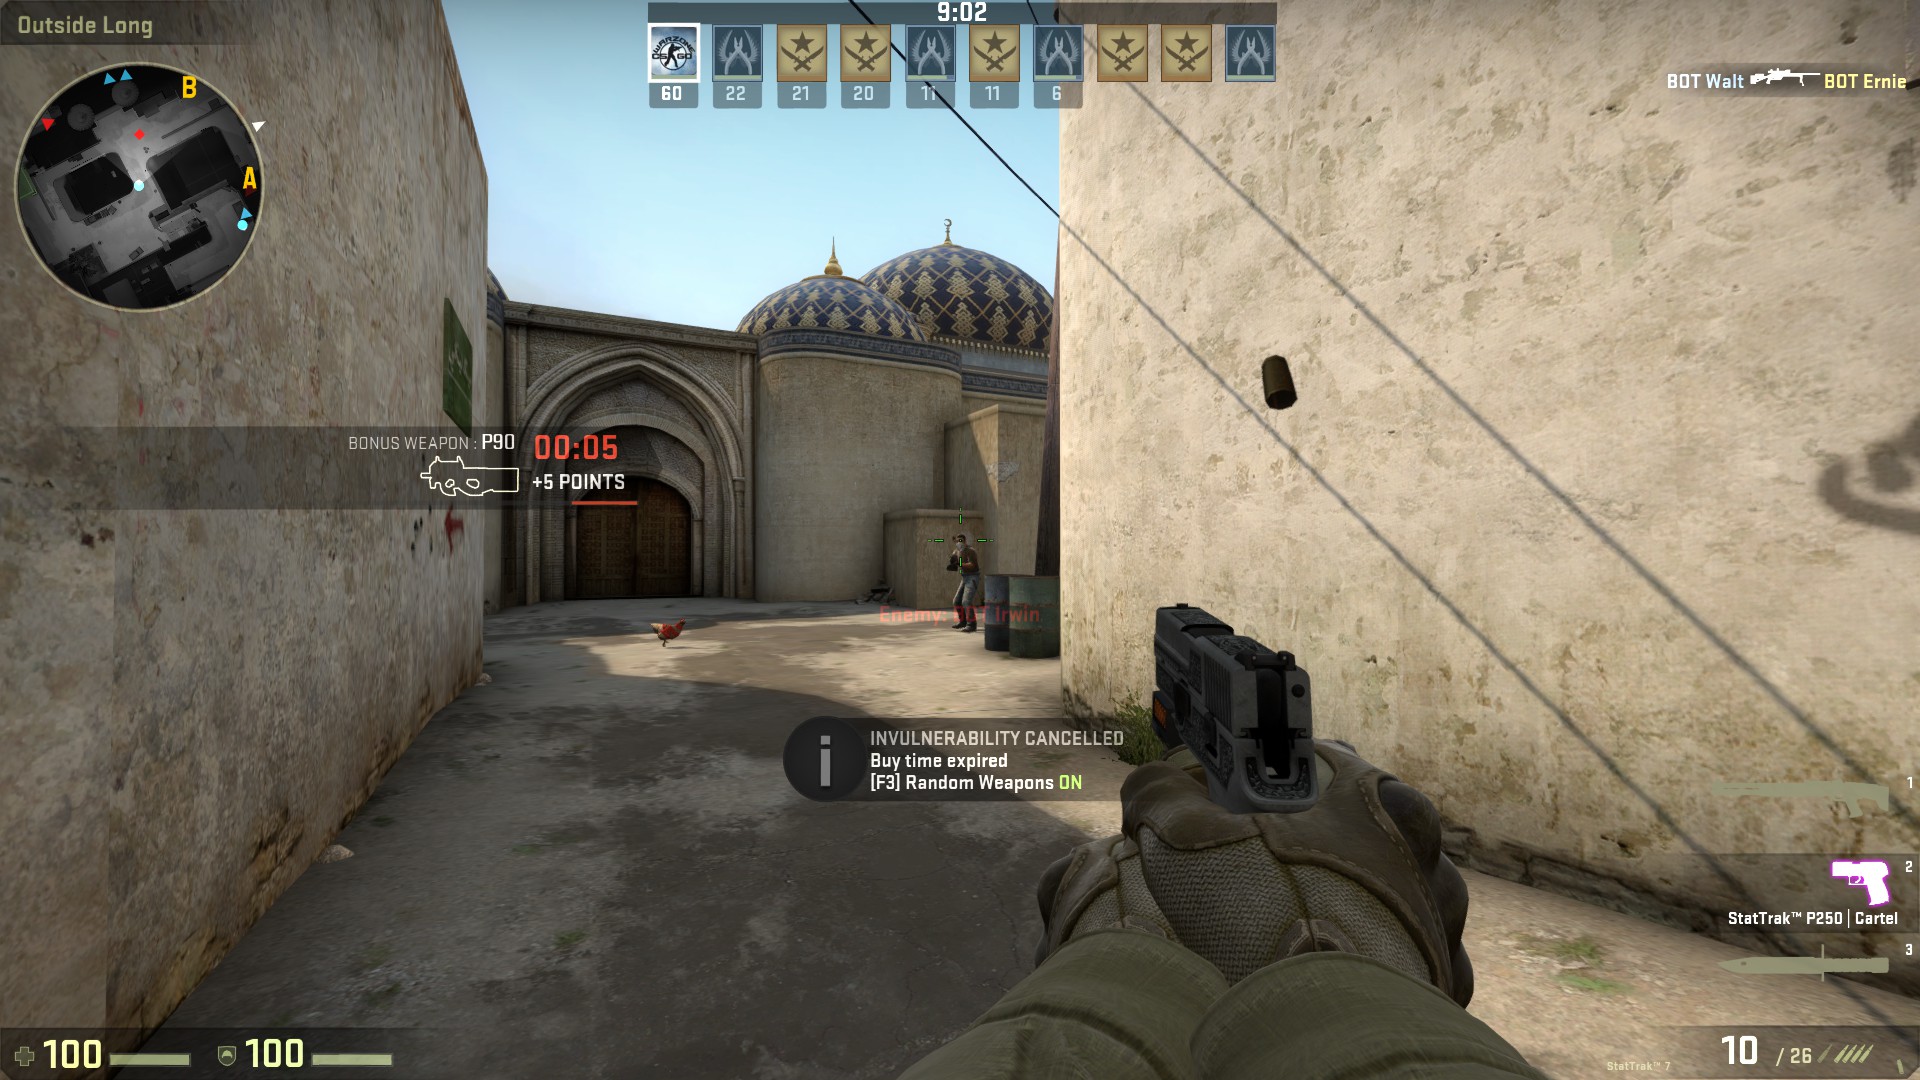 Outside Long
9:02
60 22 21 20 11 11 6
B
A
BOT Walt BOT Ernie
BONUS WEAPON : P90 00:05
+5 POINTS
Enemy: BOT Irwin
INVULNERABILITY CANCELLED
Buy time expired
[F3] Random Weapons ON
1
2
StatTrak™ P250 | Cartel
3
100 100
StatTrak™ 7
10 / 26